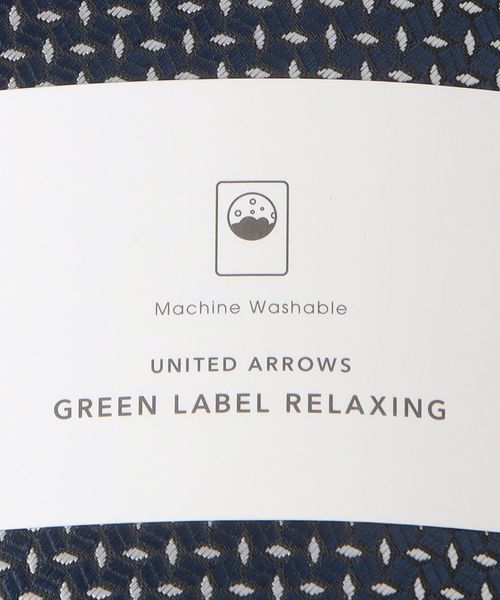 Machine Washable
UNITED ARROWS
GREEN LABEL RELAXING